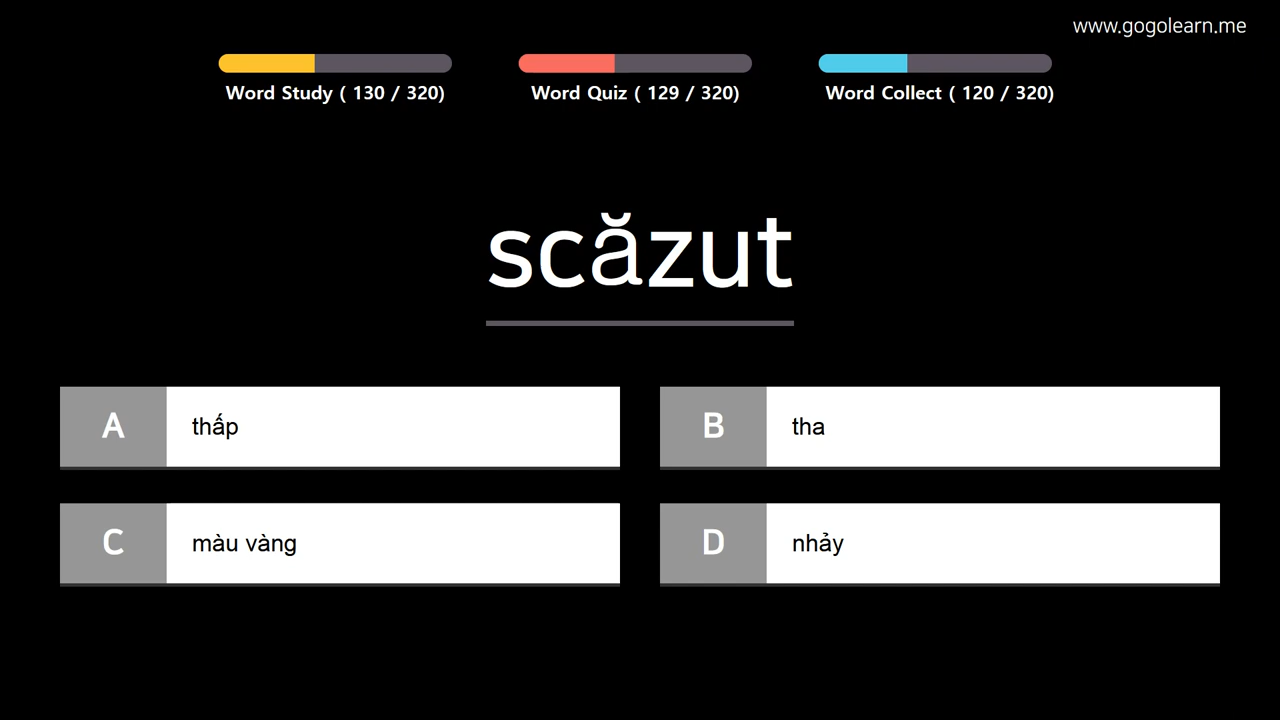 www.gogolearn.me
Word Study ( 130 / 320)
Word Quiz ( 129 / 320)
Word Collect ( 120 / 320)
scăzut
A thấp
B tha
C màu vàng
D nhảy